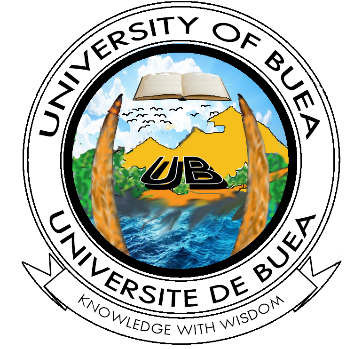 UNIVERSITY OF BUEA
UB
UNIVERSITE DE BUEA
KNOWLEDGE WITH WISDOM